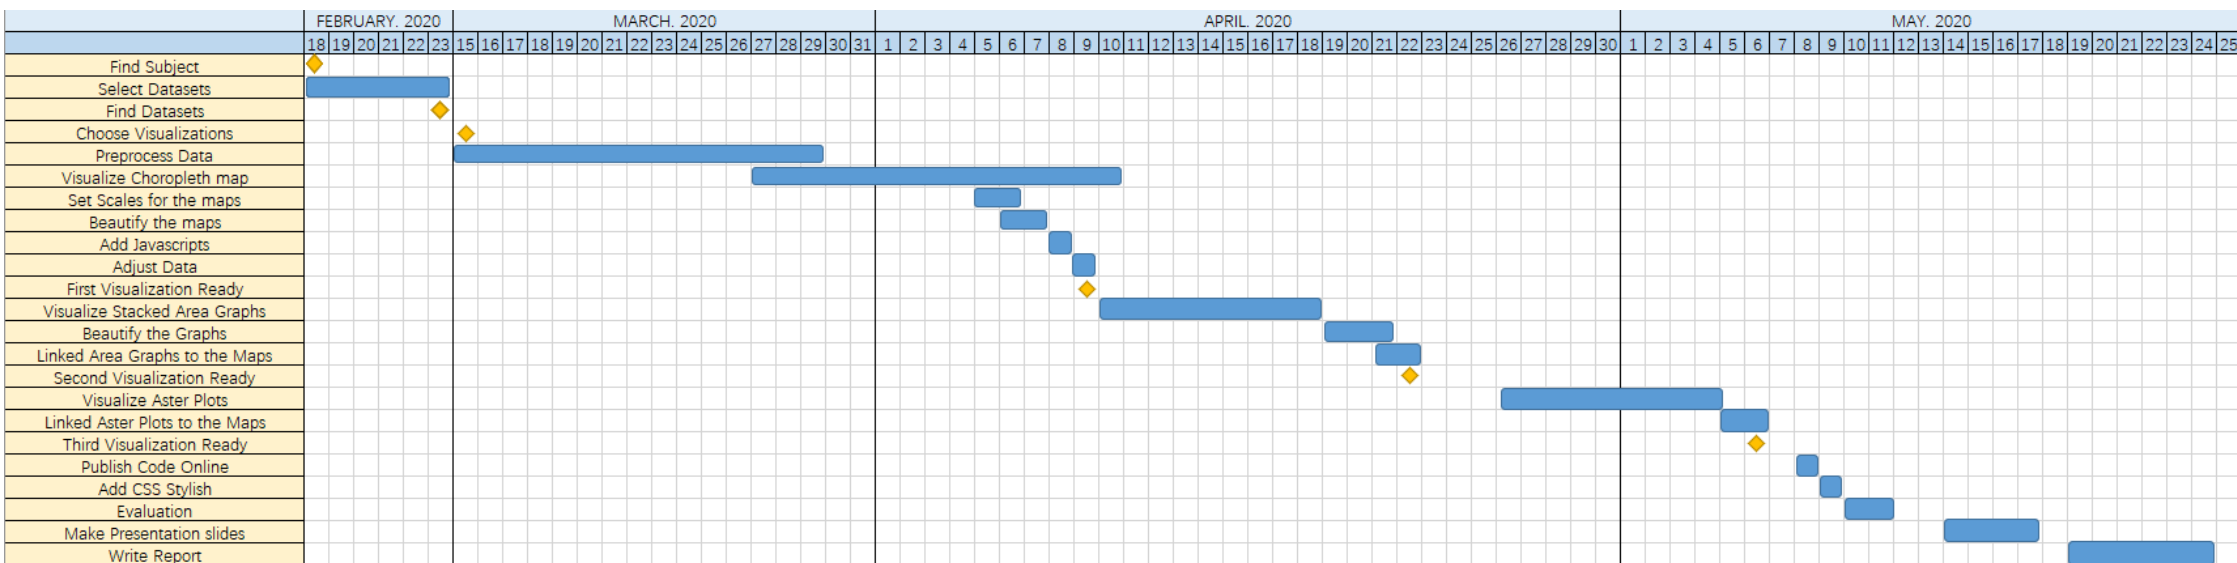 FEBRUARY. 2020 MARCH. 2020 APRIL. 2020 MAY. 2020
18 19 20 21 22 23 15 16 17 18 19 20 21 22 23 24 25 26 27 28 29 30 31 1 2 3 4 5 6 7 8 9 10 11 12 13 14 15 16 17 18 19 20 21 22 23 24 25 26 27 28 29 30 1 2 3 4 5 6 7 8 9 10 11 12 13 14 15 16 17 18 19 20 21 22 23 24 25
Find Subject
Select Datasets
Find Datasets
Choose Visualizations
Preprocess Data
Visualize Choropleth map
Set Scales for the maps
Beautify the maps
Add Javascripts
Adjust Data
First Visualization Ready
Visualize Stacked Area Graphs
Beautify the Graphs
Linked Area Graphs to the Maps
Second Visualization Ready
Visualize Aster Plots
Linked Aster Plots to the Maps
Third Visualization Ready
Publish Code Online
Add CSS Stylish
Evaluation
Make Presentation slides
Write Report